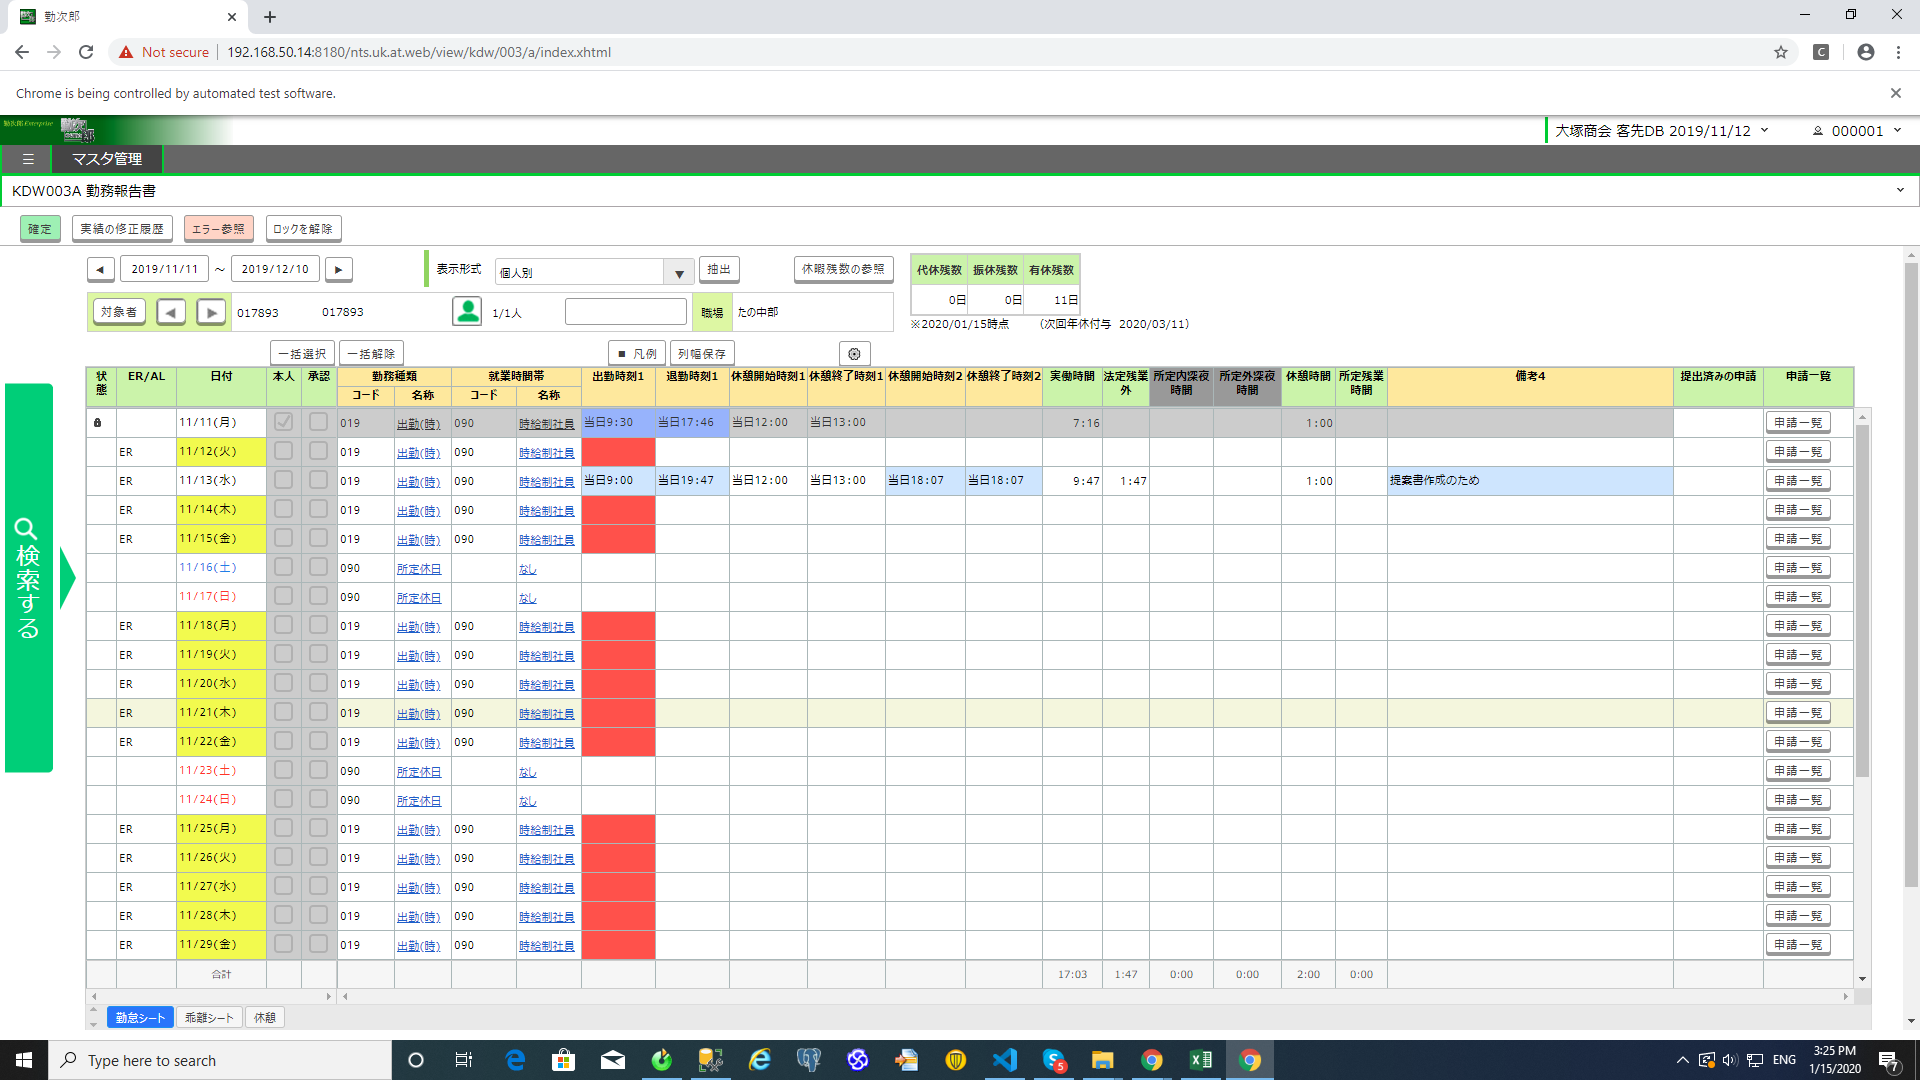 勤次郎
Not secure 192.168.50.14:8180/nts.uk.at.web/view/kdw/003/a/index.xhtml
Chrome is being controlled by automated test software.
大塚商会 客先DB 2019/11/12 000001
マスタ管理
KDW003A 勤務報告書
確定 実績の修正履歴 エラー参照 ロックを解除
2019/11/11 ～ 2019/12/10 表示形式 個人別 抽出 休暇残数の参照 代休残数 振休残数 有休残数
0日 0日 11日
対象者 017893 017893 1/1人 職場 たの中部
※2020/01/15時点 (次回年休付与 2020/03/11)
一括選択 一括解除 ■ 凡例 列幅保存
状態 ER/AL 日付 本人 承認 勤務種類 就業時間帯 出勤時刻1 退勤時刻1 休憩開始時刻1 休憩終了時刻1 休憩開始時刻2 休憩終了時刻2 実働時間 法定残業外 所定内深夜時間 所定外深夜時間 休憩時間 所定残業時間 備考4 提出済みの申請 申請一覧
コード 名称 コード 名称
11/11(月) 019 出勤(時) 090 時給制社員 当日9:30 当日17:46 当日12:00 当日13:00 7:16 1:00 申請一覧
ER 11/12(火) 019 出勤(時) 090 時給制社員 申請一覧
ER 11/13(水) 019 出勤(時) 090 時給制社員 当日9:00 当日19:47 当日12:00 当日13:00 当日18:07 当日18:07 9:47 1:47 1:00 提案書作成のため 申請一覧
ER 11/14(木) 019 出勤(時) 090 時給制社員 申請一覧
ER 11/15(金) 019 出勤(時) 090 時給制社員 申請一覧
11/16(土) 090 所定休日 なし 申請一覧
11/17(日) 090 所定休日 なし 申請一覧
ER 11/18(月) 019 出勤(時) 090 時給制社員 申請一覧
ER 11/19(火) 019 出勤(時) 090 時給制社員 申請一覧
ER 11/20(水) 019 出勤(時) 090 時給制社員 申請一覧
ER 11/21(木) 019 出勤(時) 090 時給制社員 申請一覧
ER 11/22(金) 019 出勤(時) 090 時給制社員 申請一覧
11/23(土) 090 所定休日 なし 申請一覧
11/24(日) 090 所定休日 なし 申請一覧
ER 11/25(月) 019 出勤(時) 090 時給制社員 申請一覧
ER 11/26(火) 019 出勤(時) 090 時給制社員 申請一覧
ER 11/27(水) 019 出勤(時) 090 時給制社員 申請一覧
ER 11/28(木) 019 出勤(時) 090 時給制社員 申請一覧
ER 11/29(金) 019 出勤(時) 090 時給制社員 申請一覧
合計 17:03 1:47 0:00 0:00 2:00 0:00
勤怠シート 乖離シート 休憩
検索する
Type here to search
ENG 3:25 PM
1/15/2020